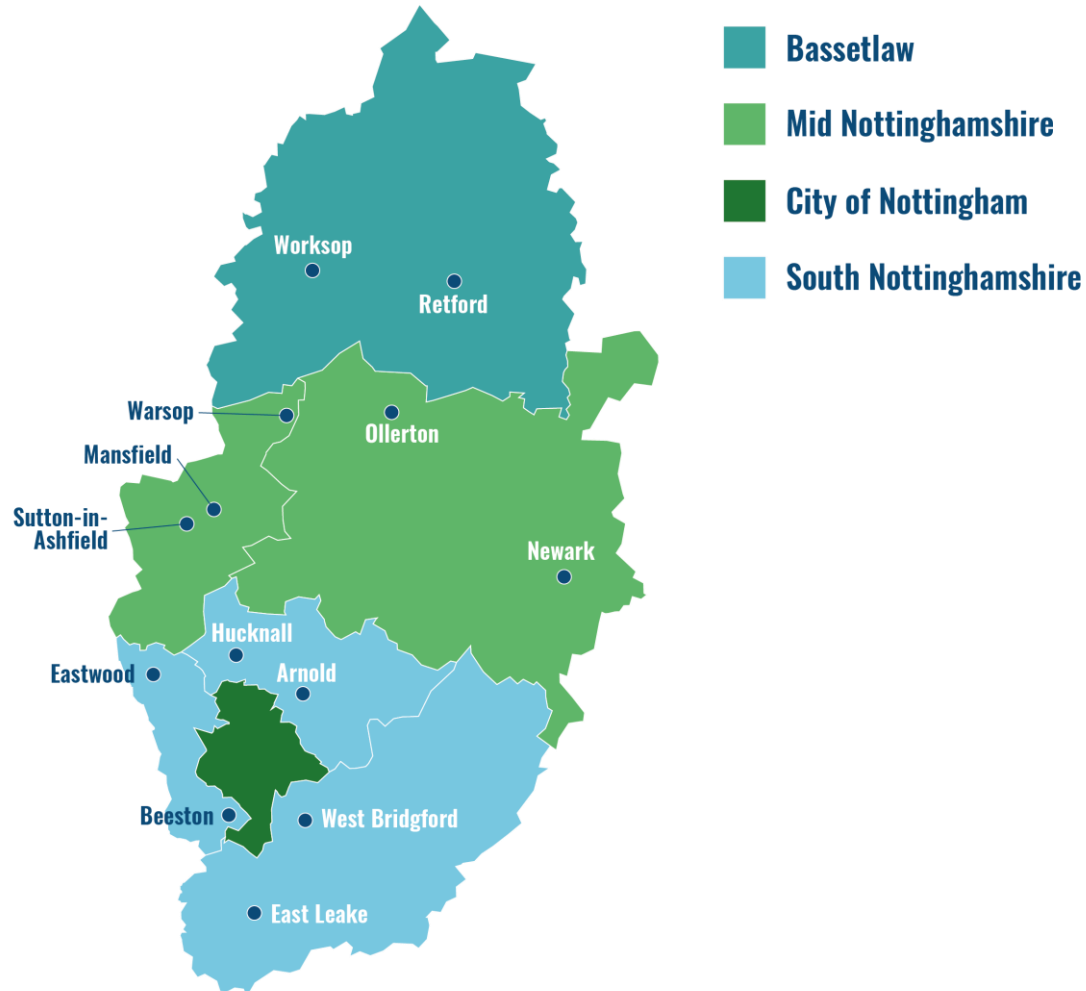 Bassetlaw
Mid Nottinghamshire
City of Nottingham
South Nottinghamshire
Worksop
Retford
Warsop
Ollerton
Mansfield
Sutton-in-
Ashfield
Newark
Hucknall
Eastwood
Arnold
Beeston
West Bridgford
East Leake